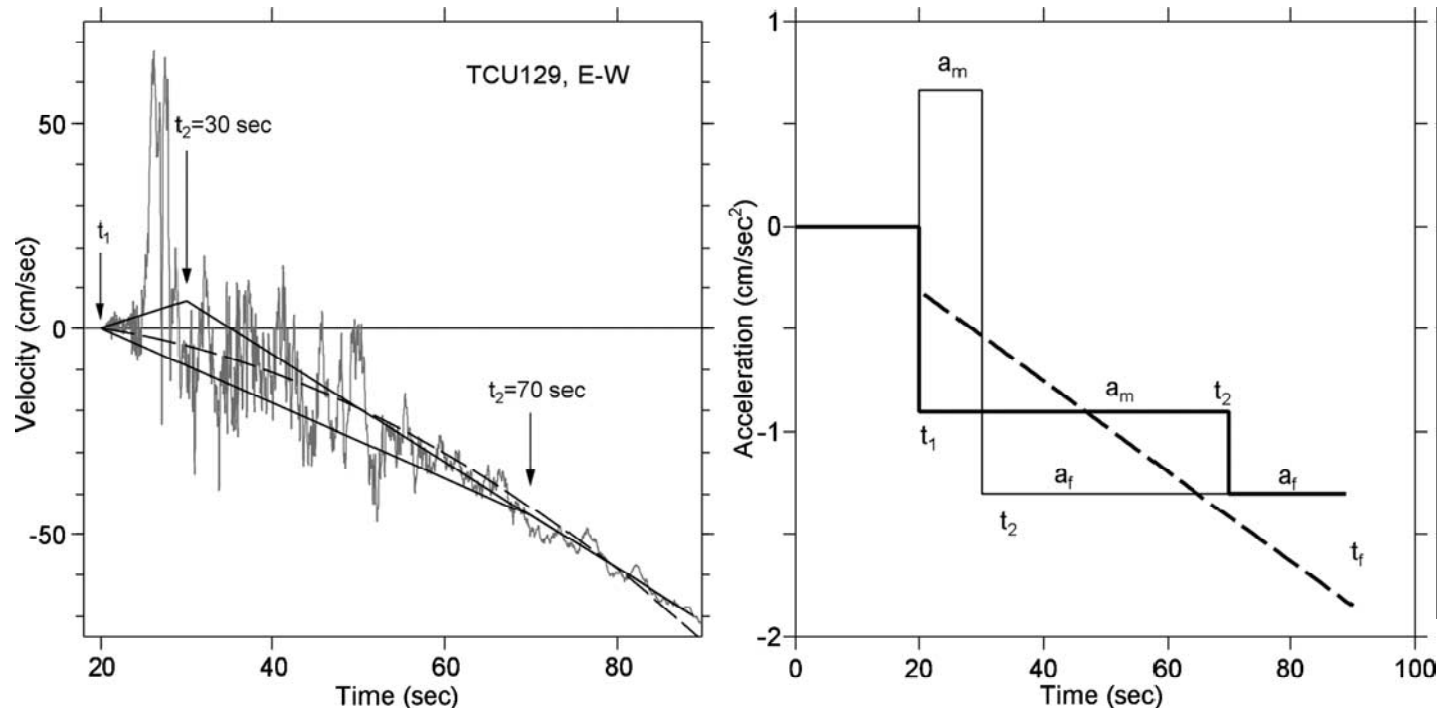 TCU129, E-W
50
t2=30 sec
t1
0
t2=70 sec
-50
20
40
60
80
Time (sec)
Velocity (cm/sec)
1
am
0
am
t2
t1
-1
af
af
t2
tf
-2
0
20
40
60
80
100
Time (sec)
Acceleration (cm/sec2)